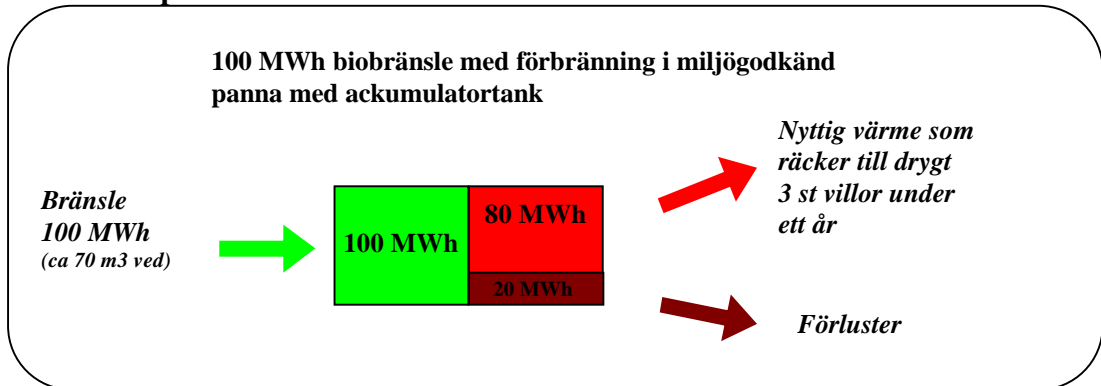 100 MWh biobränsle med förbränning i miljögodkänd
panna med ackumulatortank
Bränsle
100 MWh
(ca 70 m3 ved)
100 MWh
80 MWh
20 MWh
Nyttig värme som
räcker till drygt
3 st villor under
ett år
Förluster